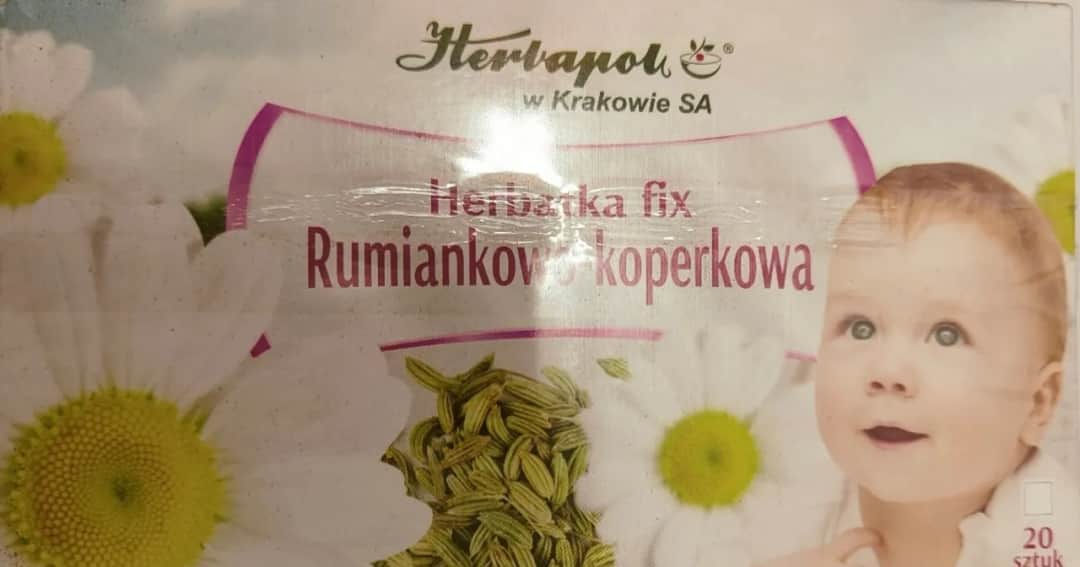 Herbapol
w Krakowie SA
Herbatka fix
Rumiankowo-koperkowa
20
sztuk